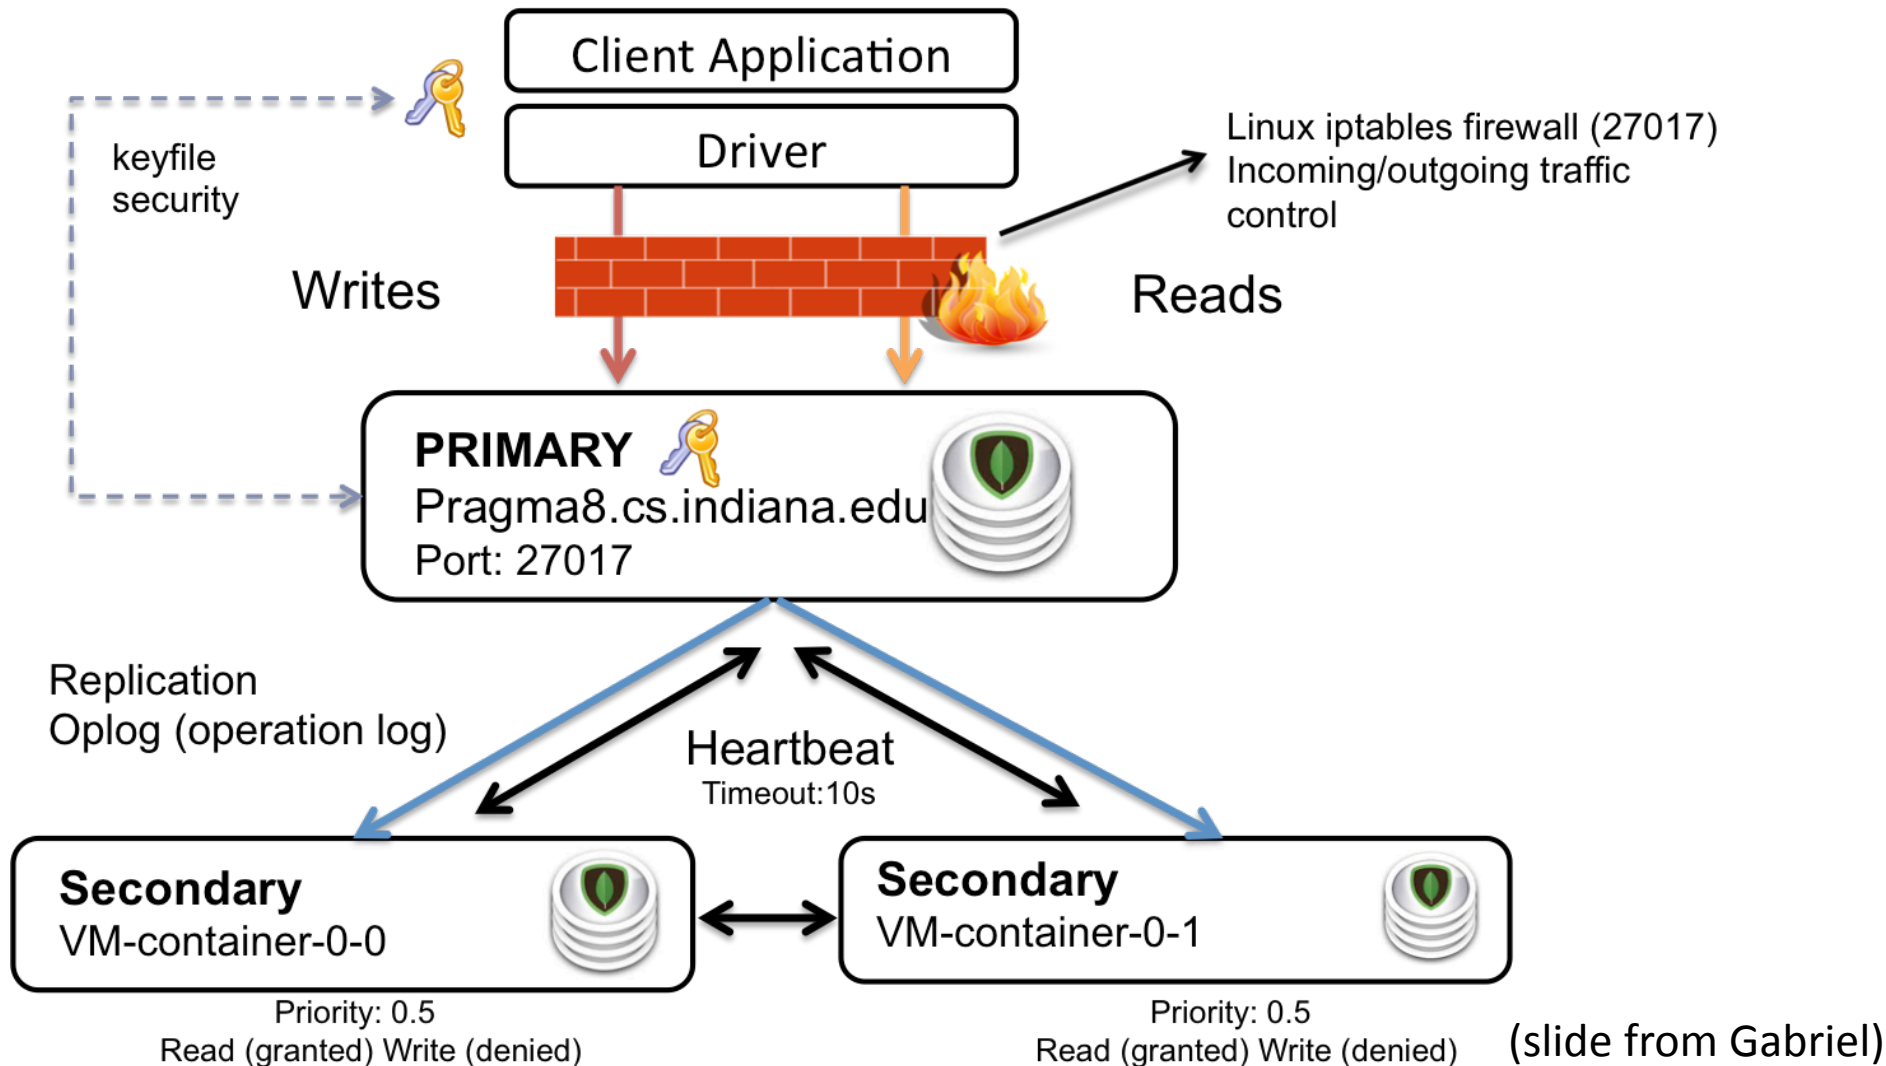 Client Application
Driver
keyfile
security
Linux iptables firewall (27017)
Incoming/outgoing traffic
control
Writes
Reads
PRIMARY
Pragma8.cs.indiana.edu
Port: 27017
Replication
Oplog (operation log)
Heartbeat
Timeout:10s
Secondary
VM-container-0-0
Secondary
VM-container-0-1
Priority: 0.5
Read (granted) Write (denied)
Priority: 0.5
Read (granted) Write (denied)
(slide from Gabriel)